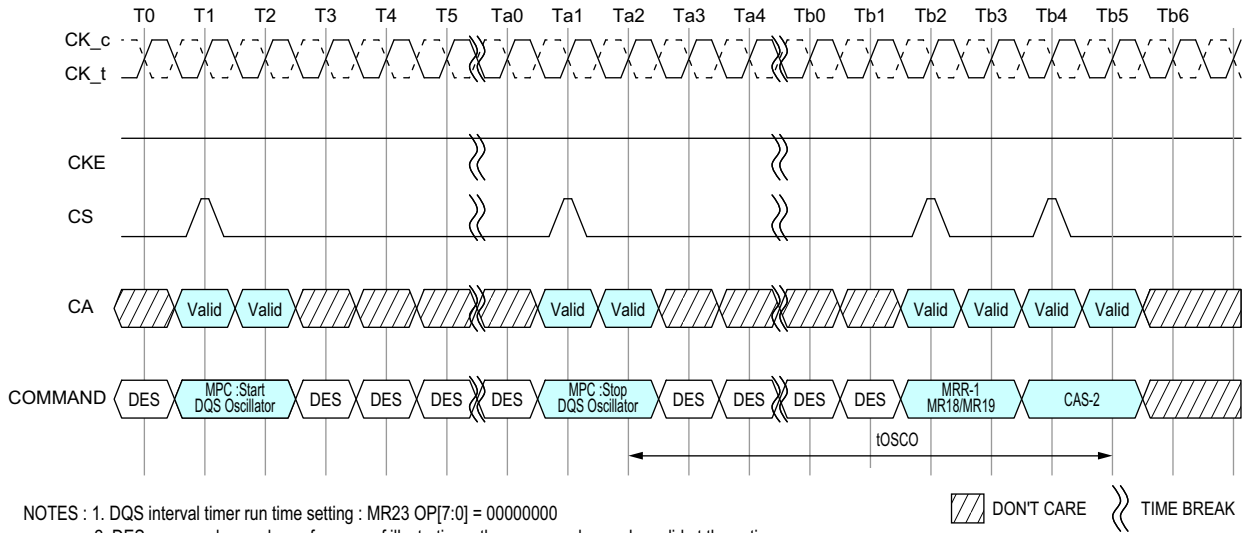 T0 T1 T2 T3 T4 T5 Ta0 Ta1 Ta2 Ta3 Ta4 Tb0 Tb1 Tb2 Tb3 Tb4 Tb5 Tb6
CK_c
CK_t
CKE
CS
CA Valid Valid Valid Valid Valid Valid Valid Valid
COMMAND DES MPC :Start DQS Oscillator DES DES DES DES MPC :Stop DQS Oscillator DES DES DES DES MRR-1 MR18/MR19 CAS-2
tOSCO
NOTES : 1. DQS interval timer run time setting : MR23 OP[7:0] = 00000000
DON'T CARE TIME BREAK